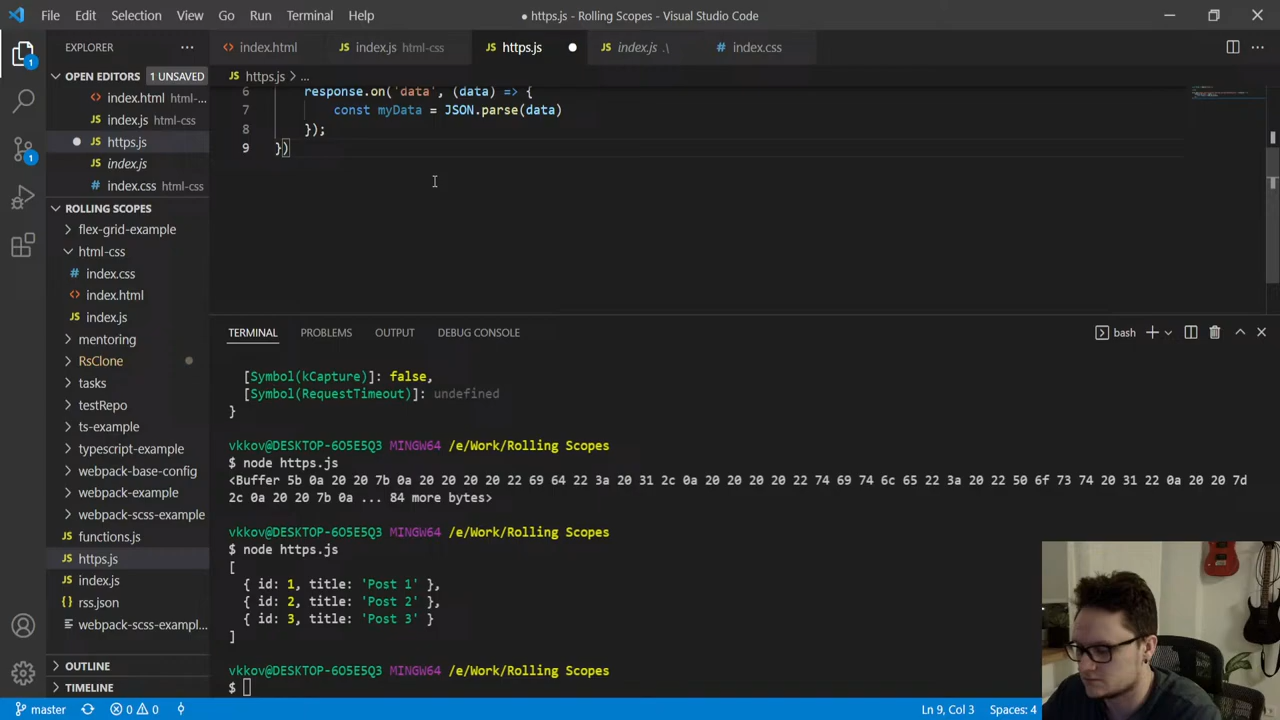 File Edit Selection View Go Run Terminal Help
● https.js - Rolling Scopes - Visual Studio Code
EXPLORER
OPEN EDITORS 1 UNSAVED
index.html html-...
index.js html-css
https.js
index.js
index.css html-css
ROLLING SCOPES
flex-grid-example
html-css
index.css
index.html
index.js
mentoring
RsClone
tasks
testRepo
ts-example
typescript-example
webpack-base-config
webpack-example
webpack-scss-example
functions.js
https.js
index.js
rss.json
webpack-scss-exampl...
OUTLINE
TIMELINE
index.html index.js html-css https.js index.js .\ index.css
https.js > ...
6 response.on('data', (data) => {
7 const myData = JSON.parse(data)
8 });
9 })
TERMINAL PROBLEMS OUTPUT DEBUG CONSOLE
bash
[Symbol(kCapture)]: false,
[Symbol(RequestTimeout)]: undefined
}
vkkov@DESKTOP-6O5E5Q3 MINGW64 /e/Work/Rolling Scopes
$ node https.js
<Buffer 5b 0a 20 20 7b 0a 20 20 20 20 22 69 64 22 3a 20 31 2c 0a 20 20 20 20 22 74 69 74 6c 65 22 3a 20 22 50 6f 73 74 20 31 22 0a 20 20 7d
2c 0a 20 20 7b 0a ... 84 more bytes>
vkkov@DESKTOP-6O5E5Q3 MINGW64 /e/Work/Rolling Scopes
$ node https.js
[
{ id: 1, title: 'Post 1' },
{ id: 2, title: 'Post 2' },
{ id: 3, title: 'Post 3' }
]
vkkov@DESKTOP-6O5E5Q3 MINGW64 /e/Work/Rolling Scopes
$
master 0 0
Ln 9, Col 3 Spaces: 4